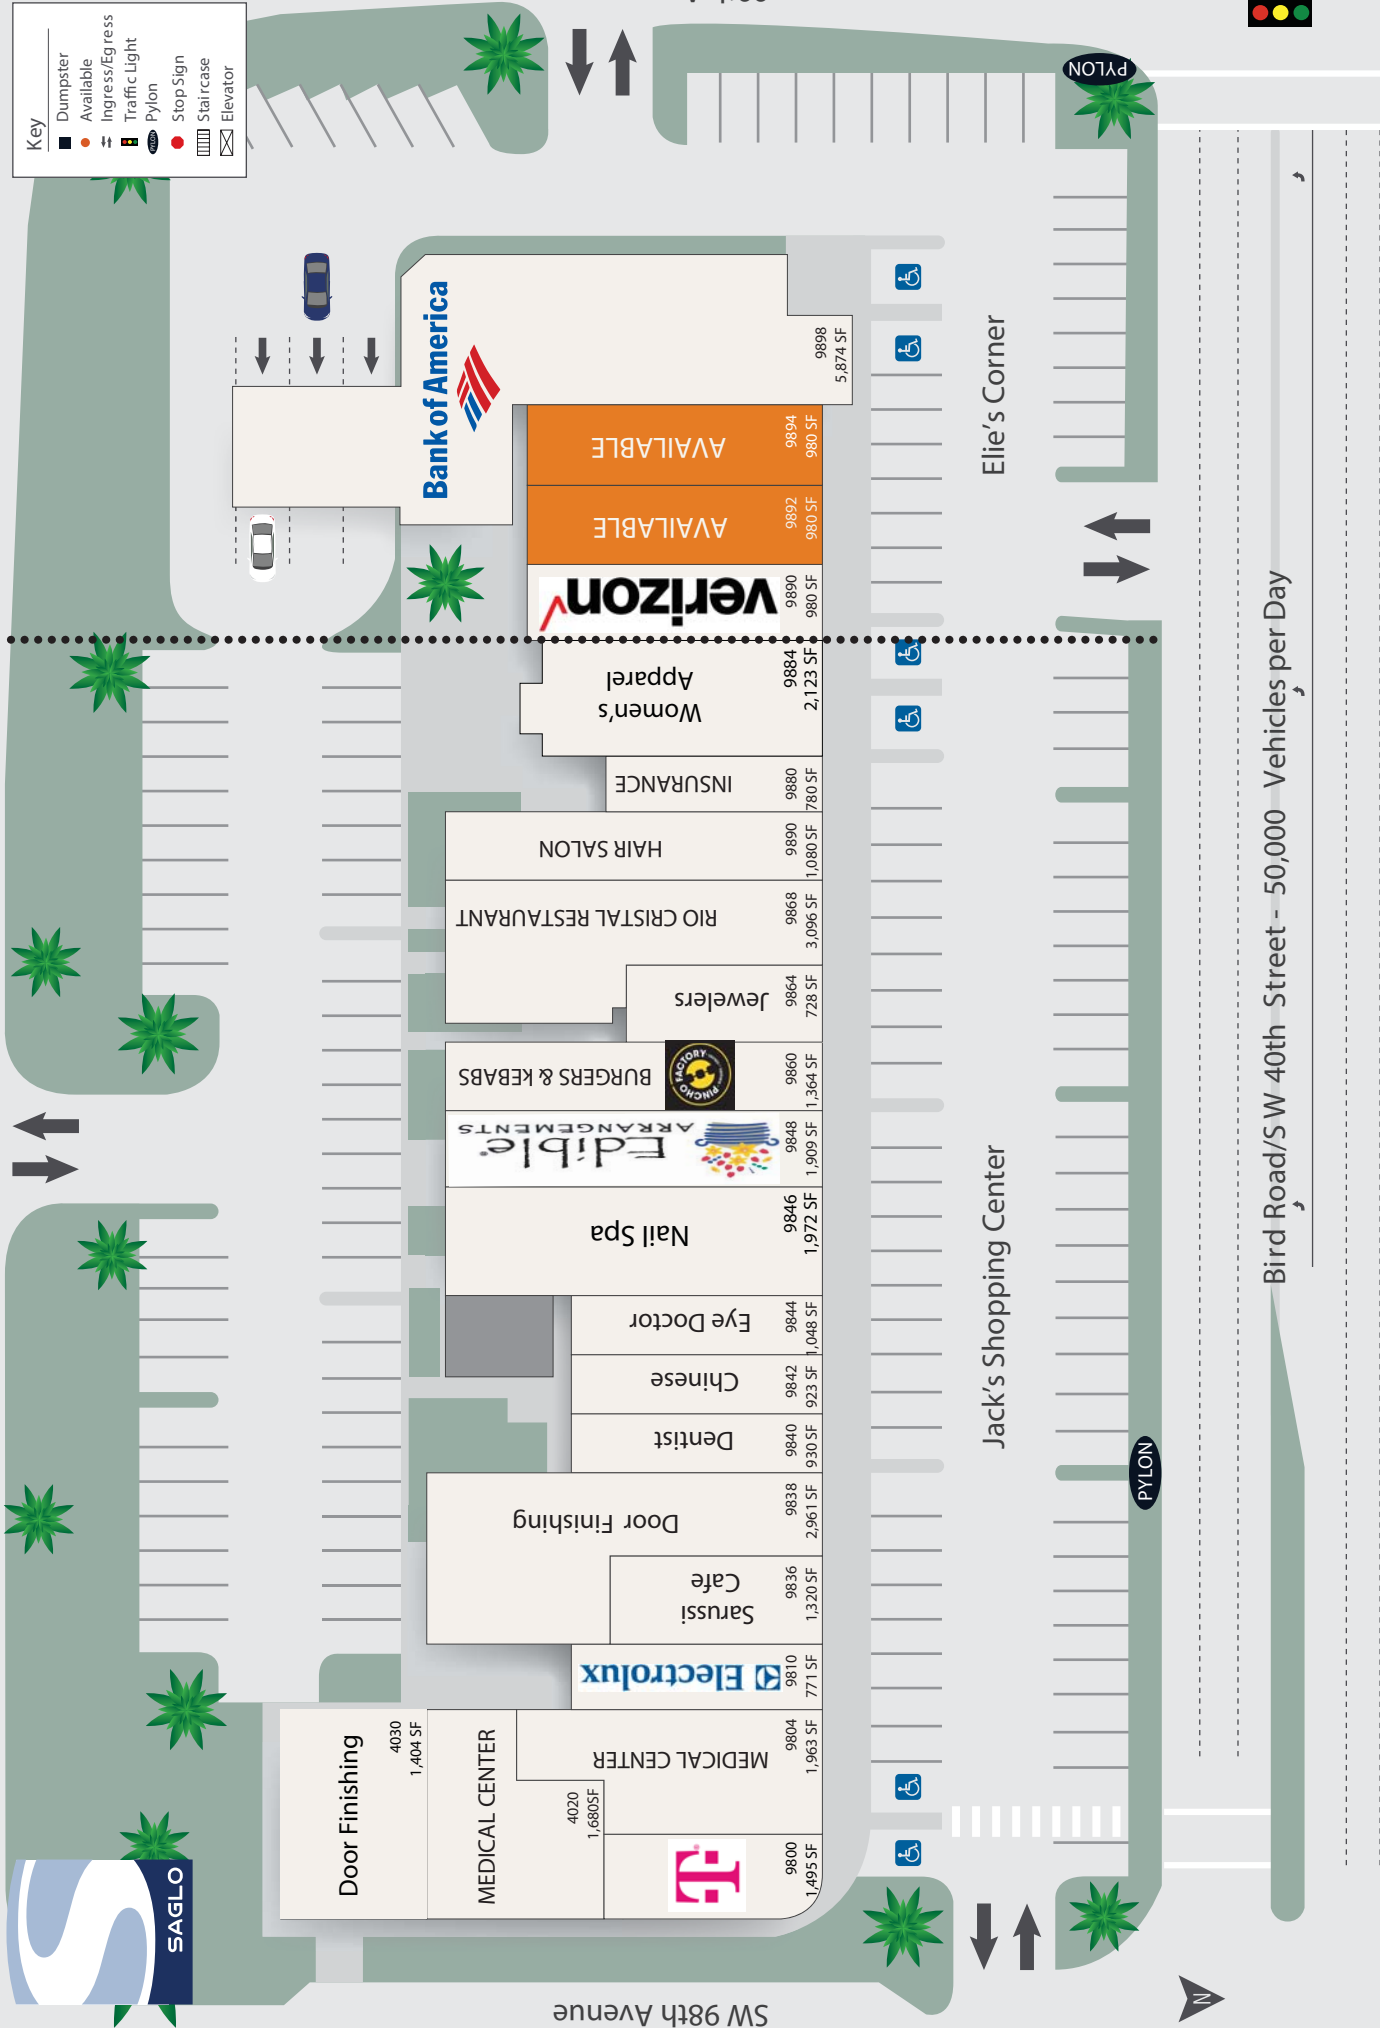 Key
Dumpster
Available
Ingress/Egress
Traffic Light
PYLON
Pylon
Stop Sign
Staircase
Elevator
PYLON
Bank of America
9898
5,874 SF
AVAILABLE
9894
980 SF
AVAILABLE
9892
980 SF
verizon
9890
980 SF
Women's
Apparel
9884
2,123 SF
INSURANCE
9880
780 SF
HAIR SALON
9890
1,080 SF
RIO CRISTAL RESTAURANT
9868
3,096 SF
Jewelers
9864
728 SF
BURGERS & KEBABS
PINCHO FACTORY
9860
1,364 SF
Edible
ARRANGEMENTS
9848
1,909 SF
Nail Spa
9846
1,972 SF
Eye Doctor
9844
1,048 SF
Chinese
9842
923 SF
Dentist
9840
930 SF
Door Finishing
9838
2,961 SF
Sarussi
Cafe
9836
1,320 SF
Electrolux
9810
771 SF
MEDICAL CENTER
9804
1,963 SF
T
9800
1,495 SF
MEDICAL CENTER
4020
1,680SF
Door Finishing
4030
1,404 SF
Elie's Corner
Jack's Shopping Center
PYLON
Bird Road/SW 40th Street - 50,000 Vehicles per Day
SW 98th Avenue
SAGLO
N